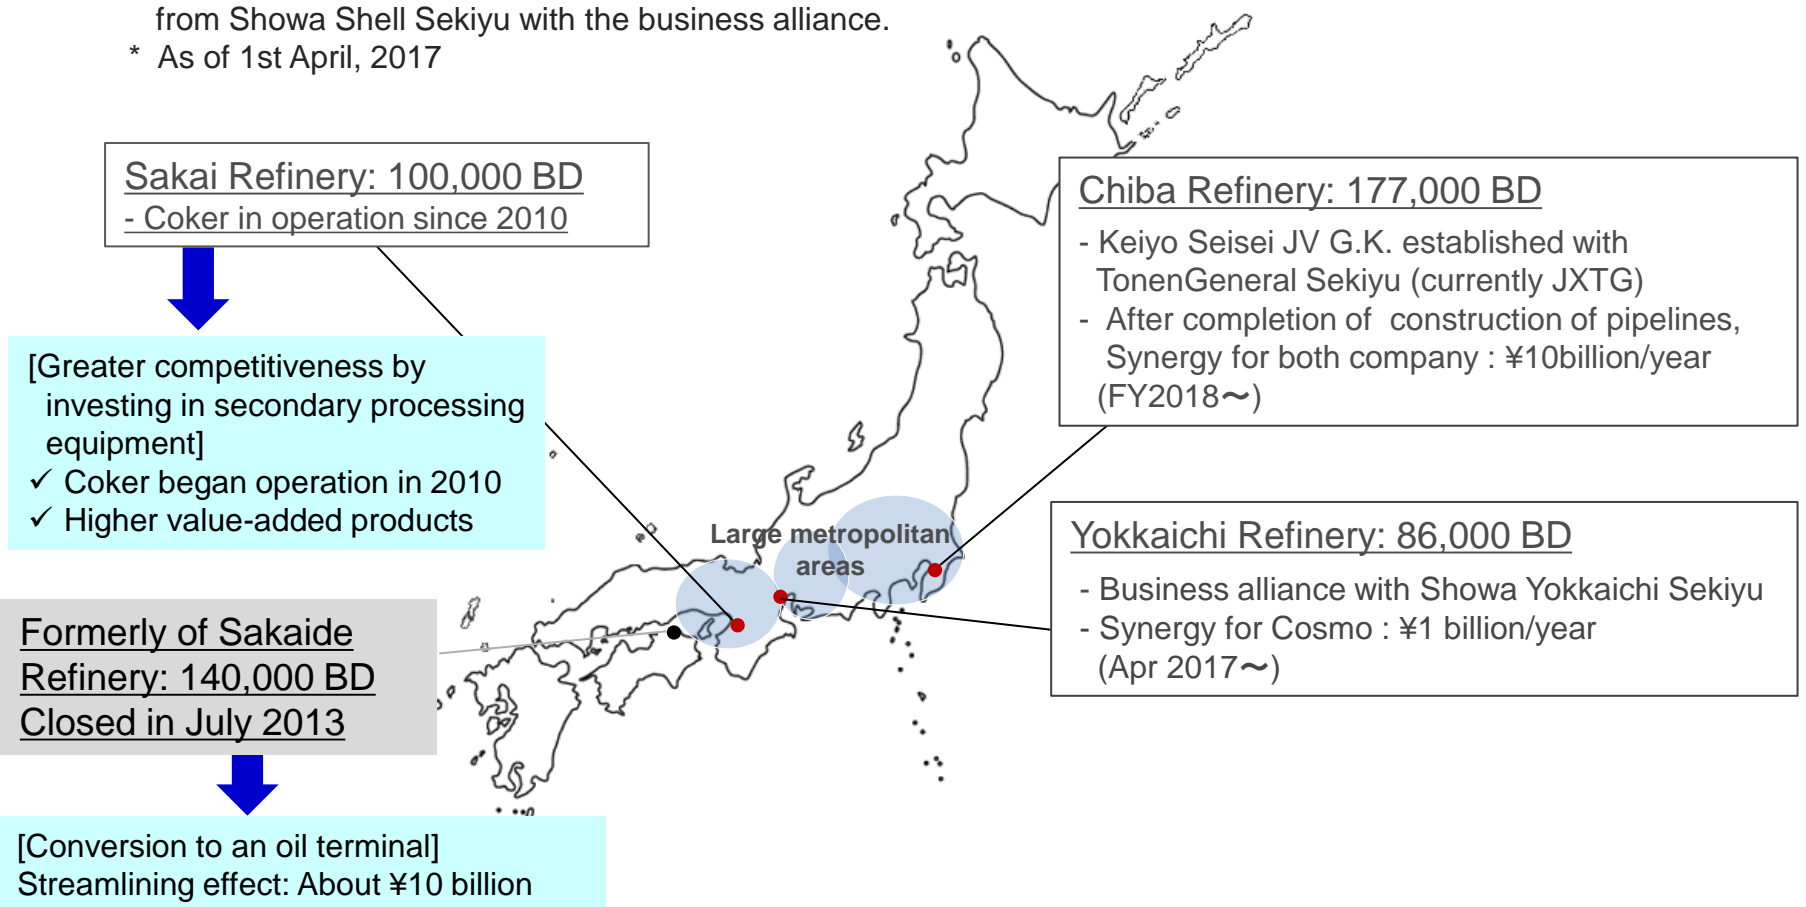 from Showa Shell Sekiyu with the business alliance.
* As of 1st April, 2017
Sakai Refinery: 100,000 BD
- Coker in operation since 2010
[Greater competitiveness by
investing in secondary processing
equipment]
✓ Coker began operation in 2010
✓ Higher value-added products
Formerly of Sakaide
Refinery: 140,000 BD
Closed in July 2013
[Conversion to an oil terminal]
Streamlining effect: About ¥10 billion
Large metropolitan
areas
Chiba Refinery: 177,000 BD
- Keiyo Seisei JV G.K. established with
TonenGeneral Sekiyu (currently JXTG)
- After completion of construction of pipelines,
Synergy for both company : ¥10billion/year
(FY2018～)
Yokkaichi Refinery: 86,000 BD
- Business alliance with Showa Yokkaichi Sekiyu
- Synergy for Cosmo : ¥1 billion/year
(Apr 2017～)